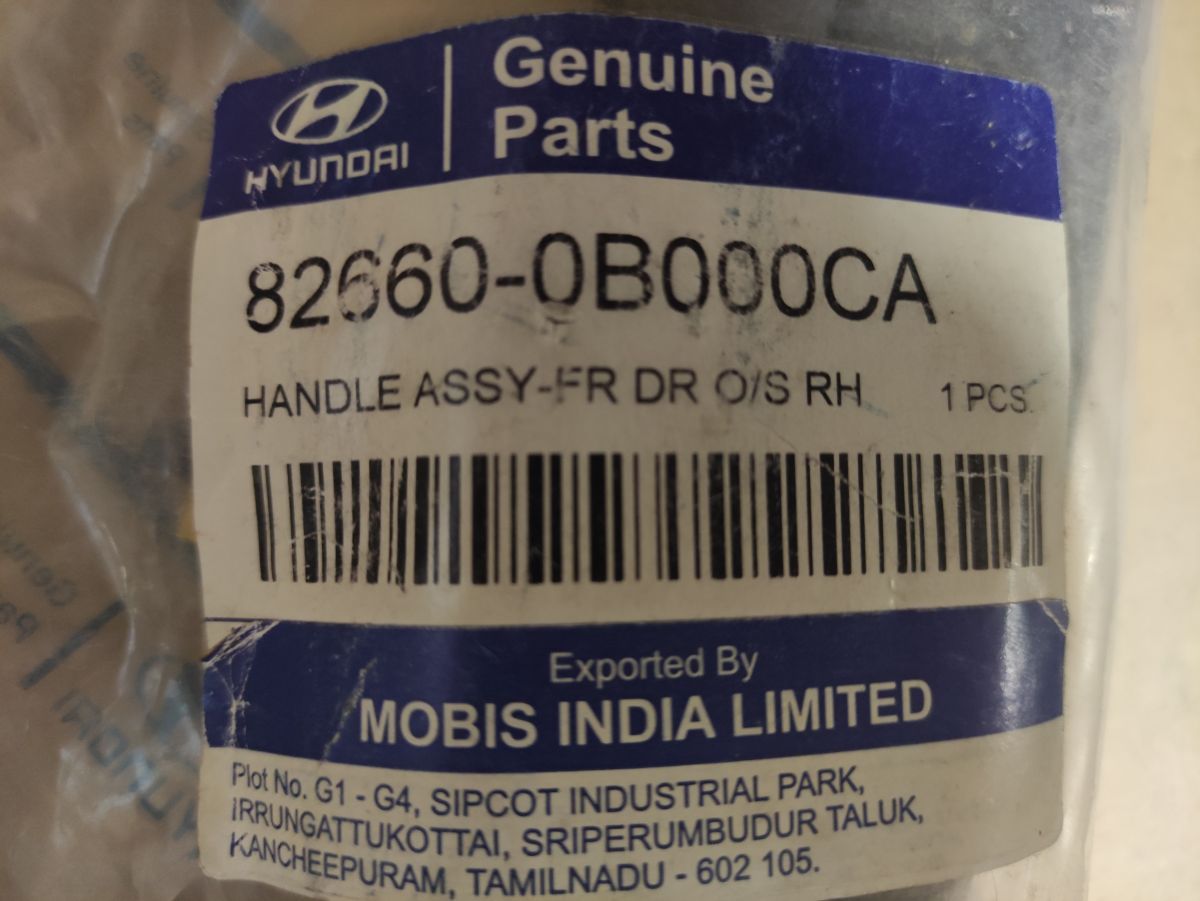 HYUNDAI
Genuine
Parts
82660-0B000CA
HANDLE ASSY-FR DR O/S RH 1 PCS.
Exported By
MOBIS INDIA LIMITED
Plot No. G1 - G4, SIPCOT INDUSTRIAL PARK,
IRRUNGATTUKOTTAI, SRIPERUMBUDUR TALUK,
KANCHEEPURAM, TAMILNADU - 602 105.